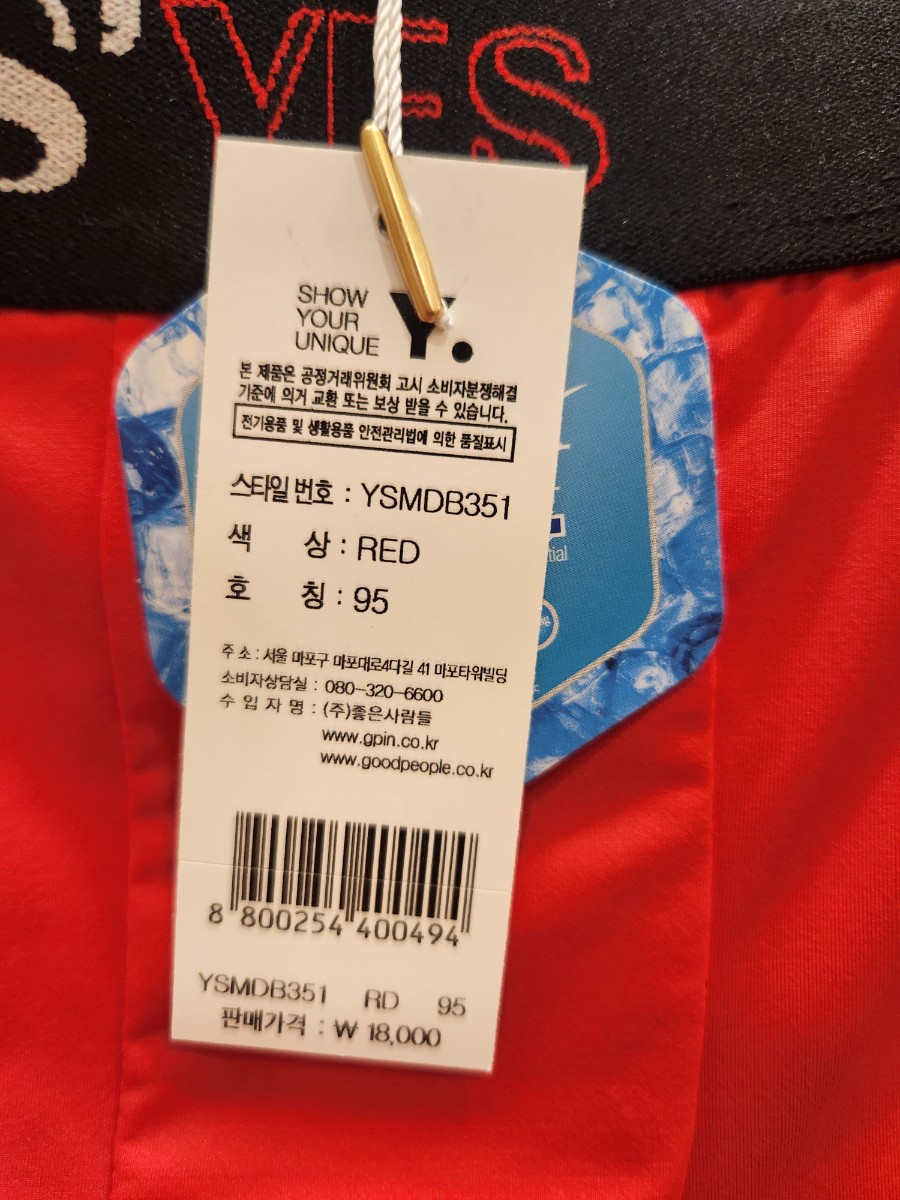 YES
SHOW
YOUR
UNIQUE
Y.
본 제품은 공정거래위원회 고시 소비자분쟁해결
기준에 의거 교환 또는 보상 받을 수 있습니다.
전기용품 및 생활용품 안전관리법에 의한 품질표시
스타일 번호 : YSMDB351
색 상 : RED
호 칭 : 95
주 소 : 서울 마포구 마포대로4다길 41 마포타워빌딩
소비자상담실 : 080-320-6600
수 입 자 명 : (주)좋은사람들
www.gpin.co.kr
www.goodpeople.co.kr
8 800254 400494
YSMDB351 RD 95
판매가격 : ₩ 18,000